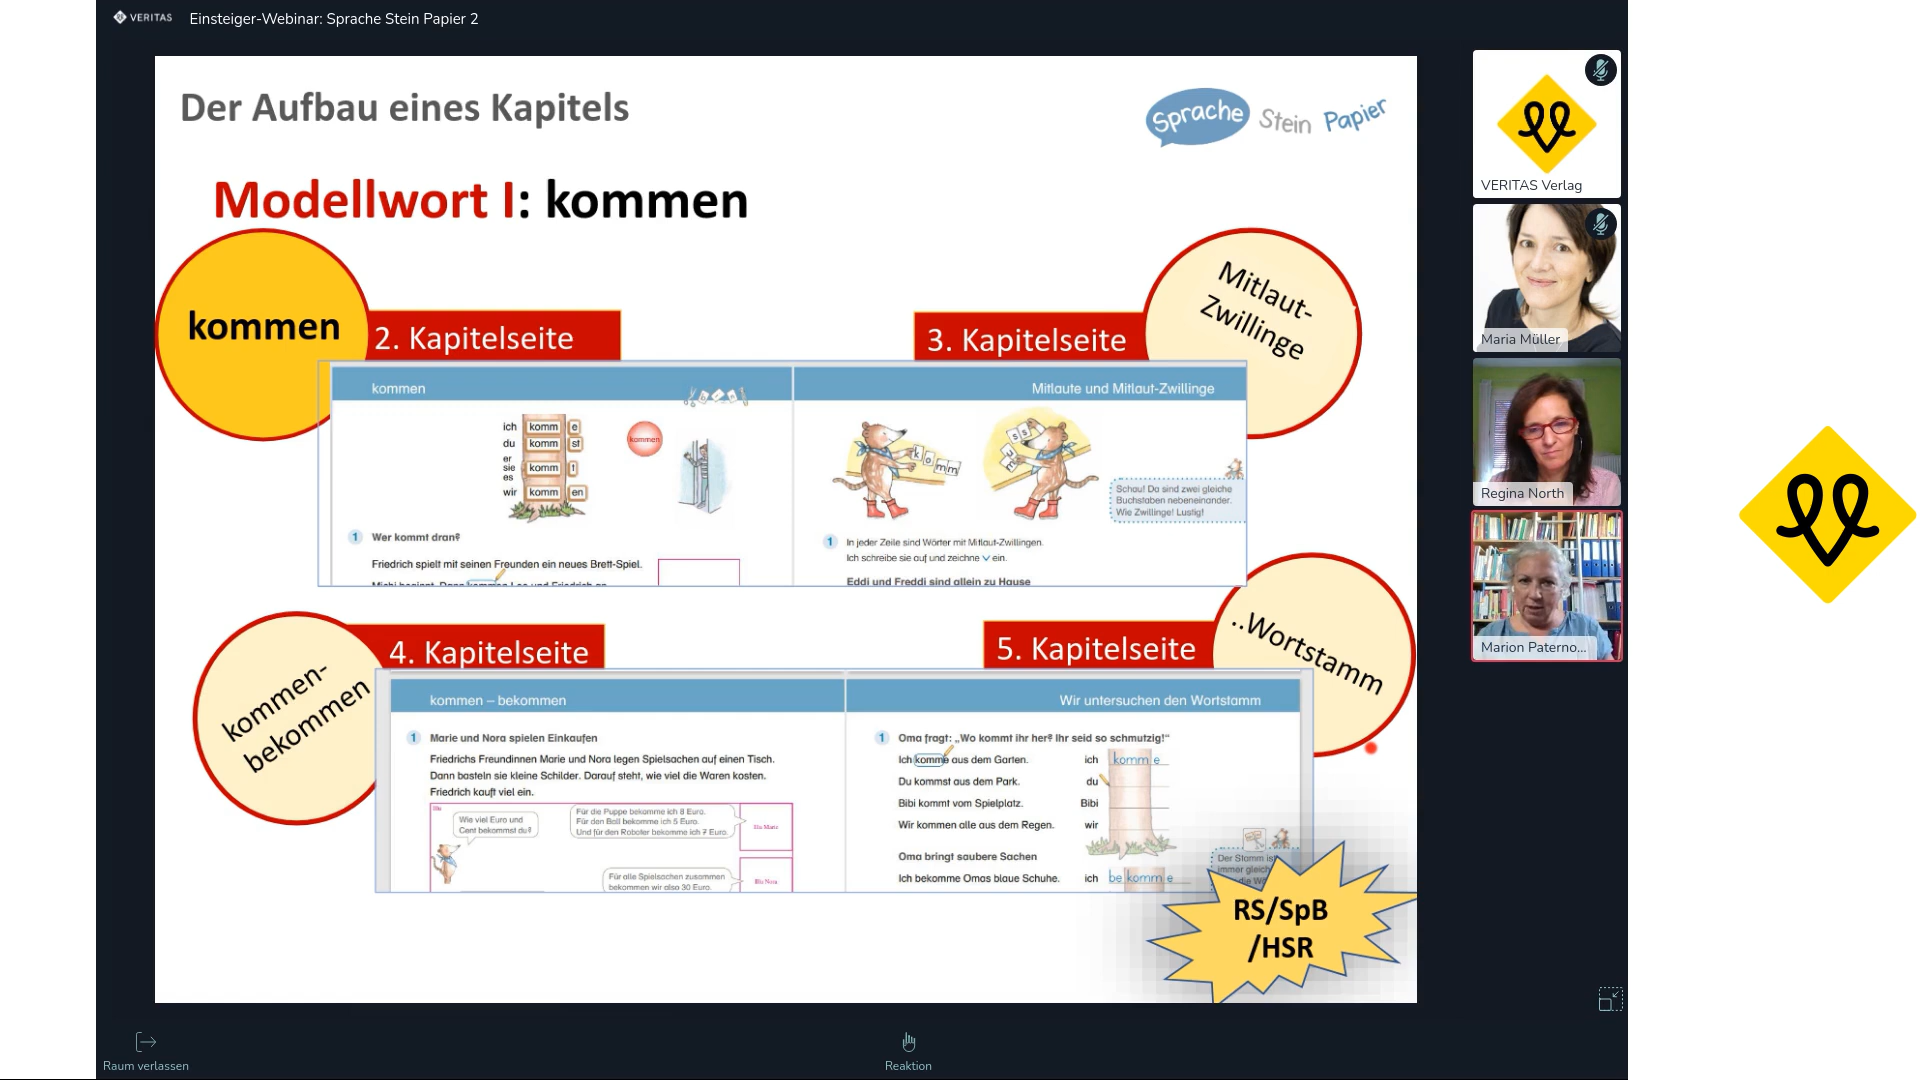 VERITAS
Einsteiger-Webinar: Sprache Stein Papier 2
Der Aufbau eines Kapitels
Sprache Stein Papier
Modellwort I: kommen
kommen
2. Kapitelseite
3. Kapitelseite
Mitlaut-
Zwillinge
kommen
Mitlaute und Mitlaut-Zwillinge
ich komm e
du komm st
er
sie komm t
es
wir komm en
kommen
k o mm
Schau! Da sind zwei gleiche
Buchstaben nebeneinander.
Wie Zwillinge! Lustig!
1 Wer kommt dran?
Friedrich spielt mit seinen Freunden ein neues Brett-Spiel.
1 In jeder Zeile sind Wörter mit Mitlaut-Zwillingen.
Ich schreibe sie auf und zeichne ein.
Eddi und Freddi sind allein zu Hause
kommen-
bekommen
4. Kapitelseite
5. Kapitelseite
..Wortstamm
kommen – bekommen
Wir untersuchen den Wortstamm
1 Marie und Nora spielen Einkaufen
Friedrichs Freundinnen Marie und Nora legen Spielsachen auf einen Tisch.
Dann basteln sie kleine Schilder. Darauf steht, wie viel die Waren kosten.
Friedrich kauft viel ein.
Wie viel Euro und
Cent bekommst du?
Für die Puppe bekomme ich 8 Euro.
Für den Ball bekomme ich 5 Euro.
Und für den Roboter bekomme ich 7 Euro.
Für alle Spielsachen zusammen
bekommen wir also 30 Euro.
1 Oma fragt: „Wo kommt ihr her? Ihr seid so schmutzig!“
Ich komme aus dem Garten. ich komm e
Du kommst aus dem Park. du
Bibi kommt vom Spielplatz. Bibi
Wir kommen alle aus dem Regen. wir
Oma bringt saubere Sachen
Ich bekomme Omas blaue Schuhe. ich be komm e
Der Stamm ist
immer gleich
RS/SpB
/HSR
VERITAS Verlag
Maria Müller
Regina North
Marion Paterno...
Raum verlassen
Reaktion